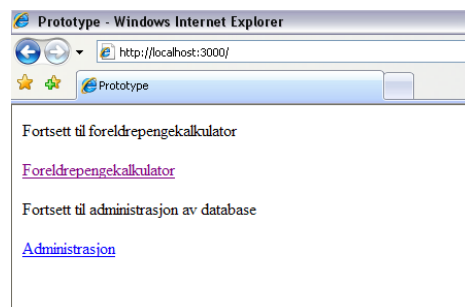 Prototype - Windows Internet Explorer
http://localhost:3000/
Prototype
Fortsett til foreldrepengekalkulator
Foreldrepengekalkulator
Fortsett til administrasjon av database
Administrasjon